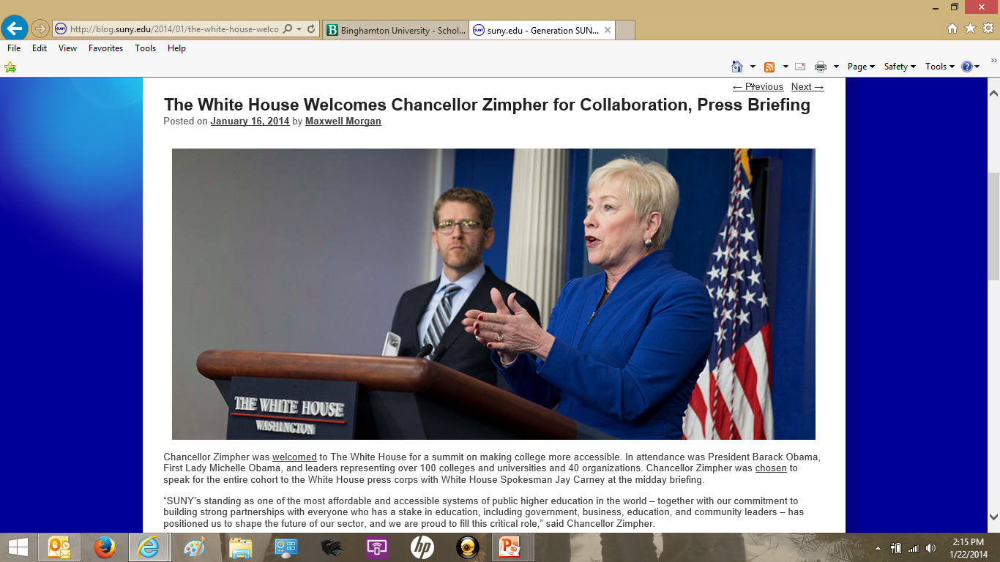 http://blog.suny.edu/2014/01/the-white-house-welco
Binghamton University - Schol...
suny.edu - Generation SUN...
File Edit View Favorites Tools Help
Page Safety Tools
← Previous Next →
The White House Welcomes Chancellor Zimpher for Collaboration, Press Briefing
Posted on January 16, 2014 by Maxwell Morgan
THE WHITE HOUSE
WASHINGTON
Chancellor Zimpher was welcomed to The White House for a summit on making college more accessible. In attendance was President Barack Obama,
First Lady Michelle Obama, and leaders representing over 100 colleges and universities and 40 organizations. Chancellor Zimpher was chosen to
speak for the entire cohort to the White House press corps with White House Spokesman Jay Carney at the midday briefing.
“SUNY’s standing as one of the most affordable and accessible systems of public higher education in the world – together with our commitment to
building strong partnerships with everyone who has a stake in education, including government, business, education, and community leaders – has
positioned us to shape the future of our sector, and we are proud to fill this critical role,” said Chancellor Zimpher.
2:15 PM
1/22/2014